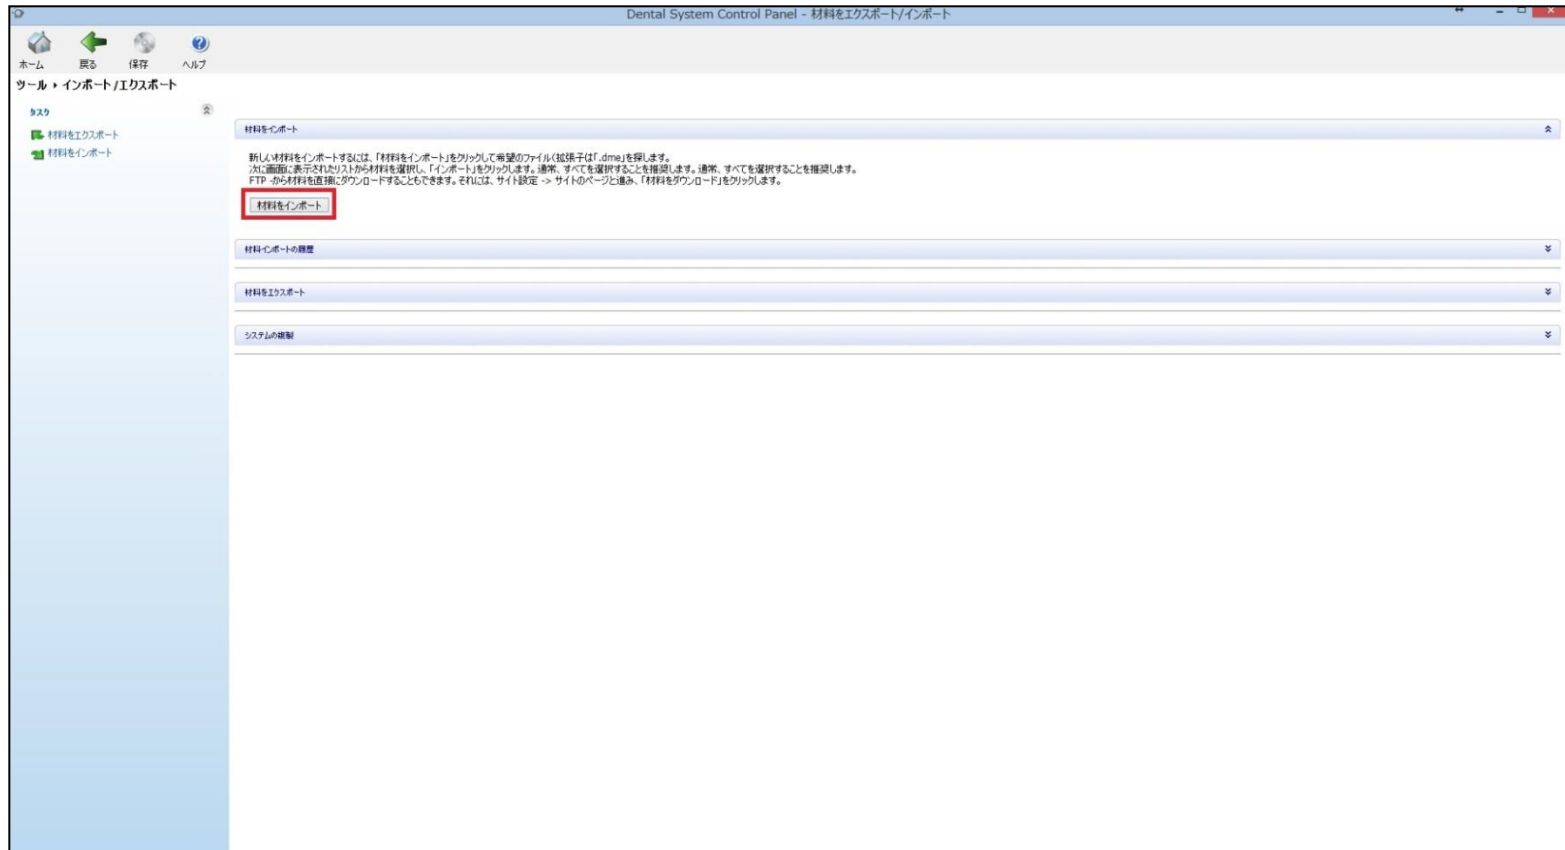 Dental System Control Panel - 材料をエクスポート/インポート
ホーム 戻る 保存 ヘルプ
ツール ▸ インポート/エクスポート
タスク
材料をエクスポート
材料をインポート
材料をインポート
新しい材料をインポートするには、「材料をインポート」をクリックして希望のファイル(拡張子は「.dme」を探します。
次に画面に表示されたリストから材料を選択し、「インポート」をクリックします。通常、すべてを選択することを推奨します。通常、すべてを選択することを推奨します。
FTP -から材料を直接にダウンロードすることもできます。それには、サイト設定 -> サイトのページと進み、「材料をダウンロード」をクリックします。
材料をインポート
材料インポートの履歴
材料をエクスポート
システムの複製